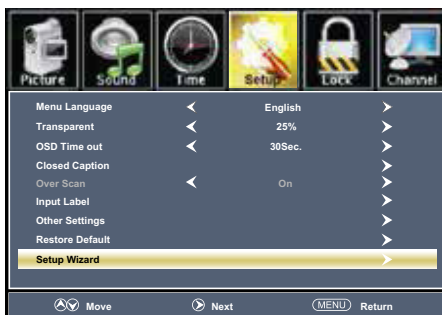 Picture Sound Time Setup Lock Channel
Menu Language English
Transparent 25%
OSD Time out 30Sec.
Closed Caption
Over Scan On
Input Label
Other Settings
Restore Default
Setup Wizard
Move Next MENU Return